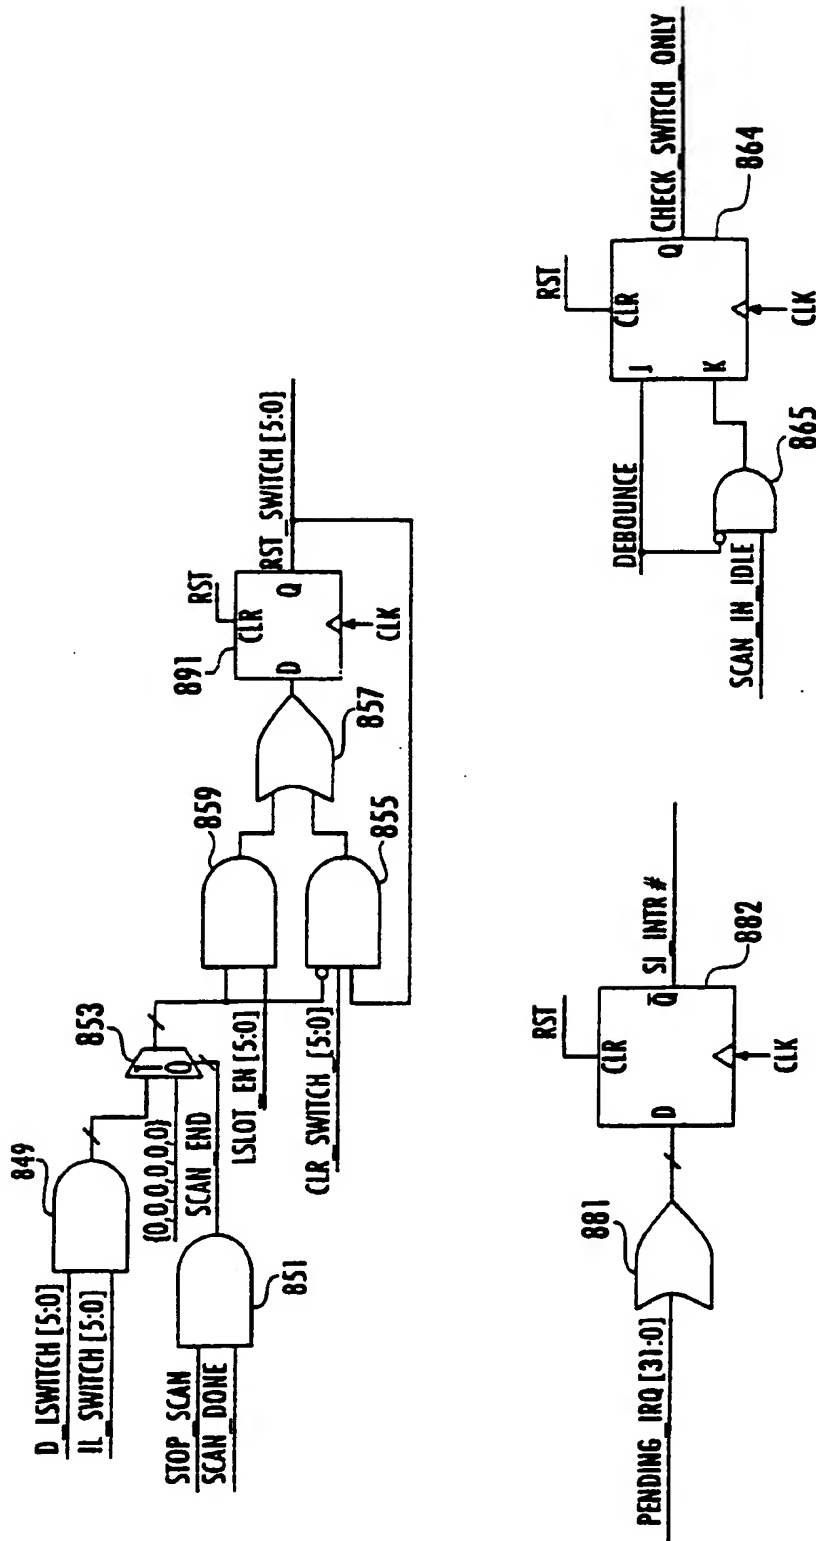 D_LSWITCH [5:0]
IL_SWITCH [5:0]
849
{0,0,0,0,0,0}
SCAN_END
STOP_SCAN
SCAN_DONE
851
853
1
0
LSLOT_EN [5:0]
CLR_SWITCH_[5:0]
859
855
857
891
RST
CLR
D
Q
CLK
RST_SWITCH [5:0]
PENDING_IRQ [31:0]
881
RST
CLR
D
Q
CLK
SI_INTR#
882
DEBOUNCE
SCAN_IN_IDLE
865
RST
CLR
J
K
Q
CLK
CHECK_SWITCH_ONLY
864